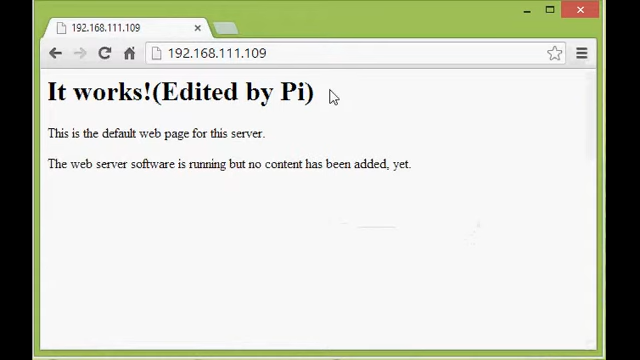 192.168.111.109
192.168.111.109
It works!(Edited by Pi)
This is the default web page for this server.
The web server software is running but no content has been added, yet.